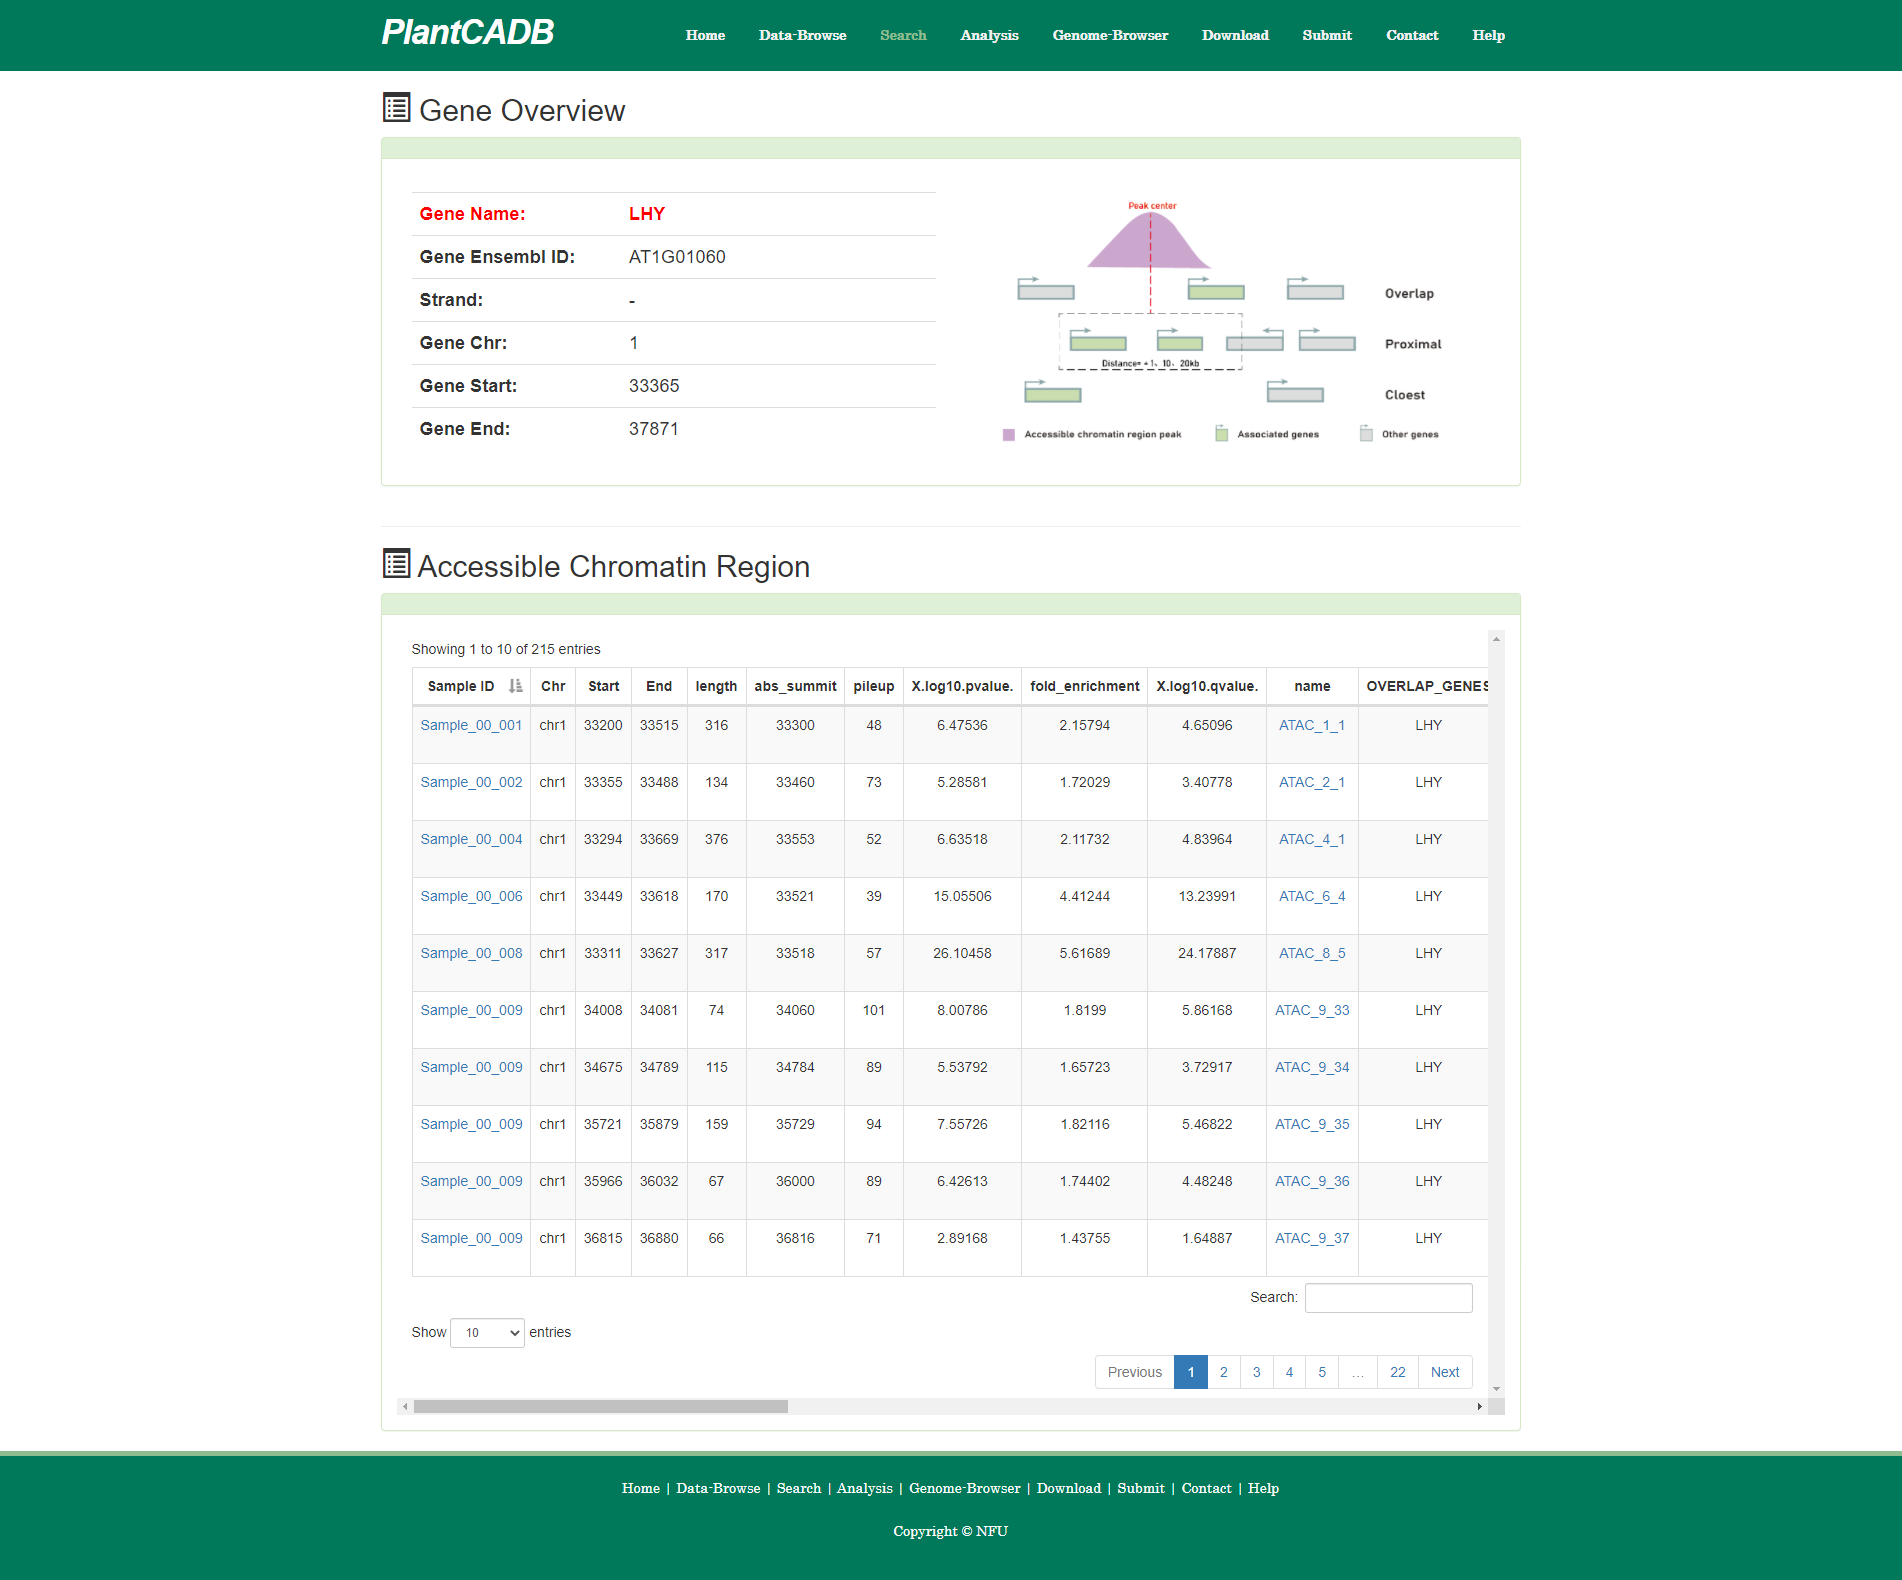 PlantCADB
Home Data-Browse Search Analysis Genome-Browser Download Submit Contact Help
Gene Overview
Gene Name: LHY
Gene Ensembl ID: AT1G01060
Strand: -
Gene Chr: 1
Gene Start: 33365
Gene End: 37871
Peak center
Overlap
Proximal
Distance= + 1、10、20kb
Cloest
Accessible chromatin region peak Associated genes Other genes
Accessible Chromatin Region
Showing 1 to 10 of 215 entries
Sample ID Chr Start End length abs_summit pileup X.log10.pvalue. fold_enrichment X.log10.qvalue. name OVERLAP_GENES
Sample_00_001 chr1 33200 33515 316 33300 48 6.47536 2.15794 4.65096 ATAC_1_1 LHY
Sample_00_002 chr1 33355 33488 134 33460 73 5.28581 1.72029 3.40778 ATAC_2_1 LHY
Sample_00_004 chr1 33294 33669 376 33553 52 6.63518 2.11732 4.83964 ATAC_4_1 LHY
Sample_00_006 chr1 33449 33618 170 33521 39 15.05506 4.41244 13.23991 ATAC_6_4 LHY
Sample_00_008 chr1 33311 33627 317 33518 57 26.10458 5.61689 24.17887 ATAC_8_5 LHY
Sample_00_009 chr1 34008 34081 74 34060 101 8.00786 1.8199 5.86168 ATAC_9_33 LHY
Sample_00_009 chr1 34675 34789 115 34784 89 5.53792 1.65723 3.72917 ATAC_9_34 LHY
Sample_00_009 chr1 35721 35879 159 35729 94 7.55726 1.82116 5.46822 ATAC_9_35 LHY
Sample_00_009 chr1 35966 36032 67 36000 89 6.42613 1.74402 4.48248 ATAC_9_36 LHY
Sample_00_009 chr1 36815 36880 66 36816 71 2.89168 1.43755 1.64887 ATAC_9_37 LHY
Search:
Show 10 entries
Previous 1 2 3 4 5 … 22 Next
Home | Data-Browse | Search | Analysis | Genome-Browser | Download | Submit | Contact | Help
Copyright © NFU